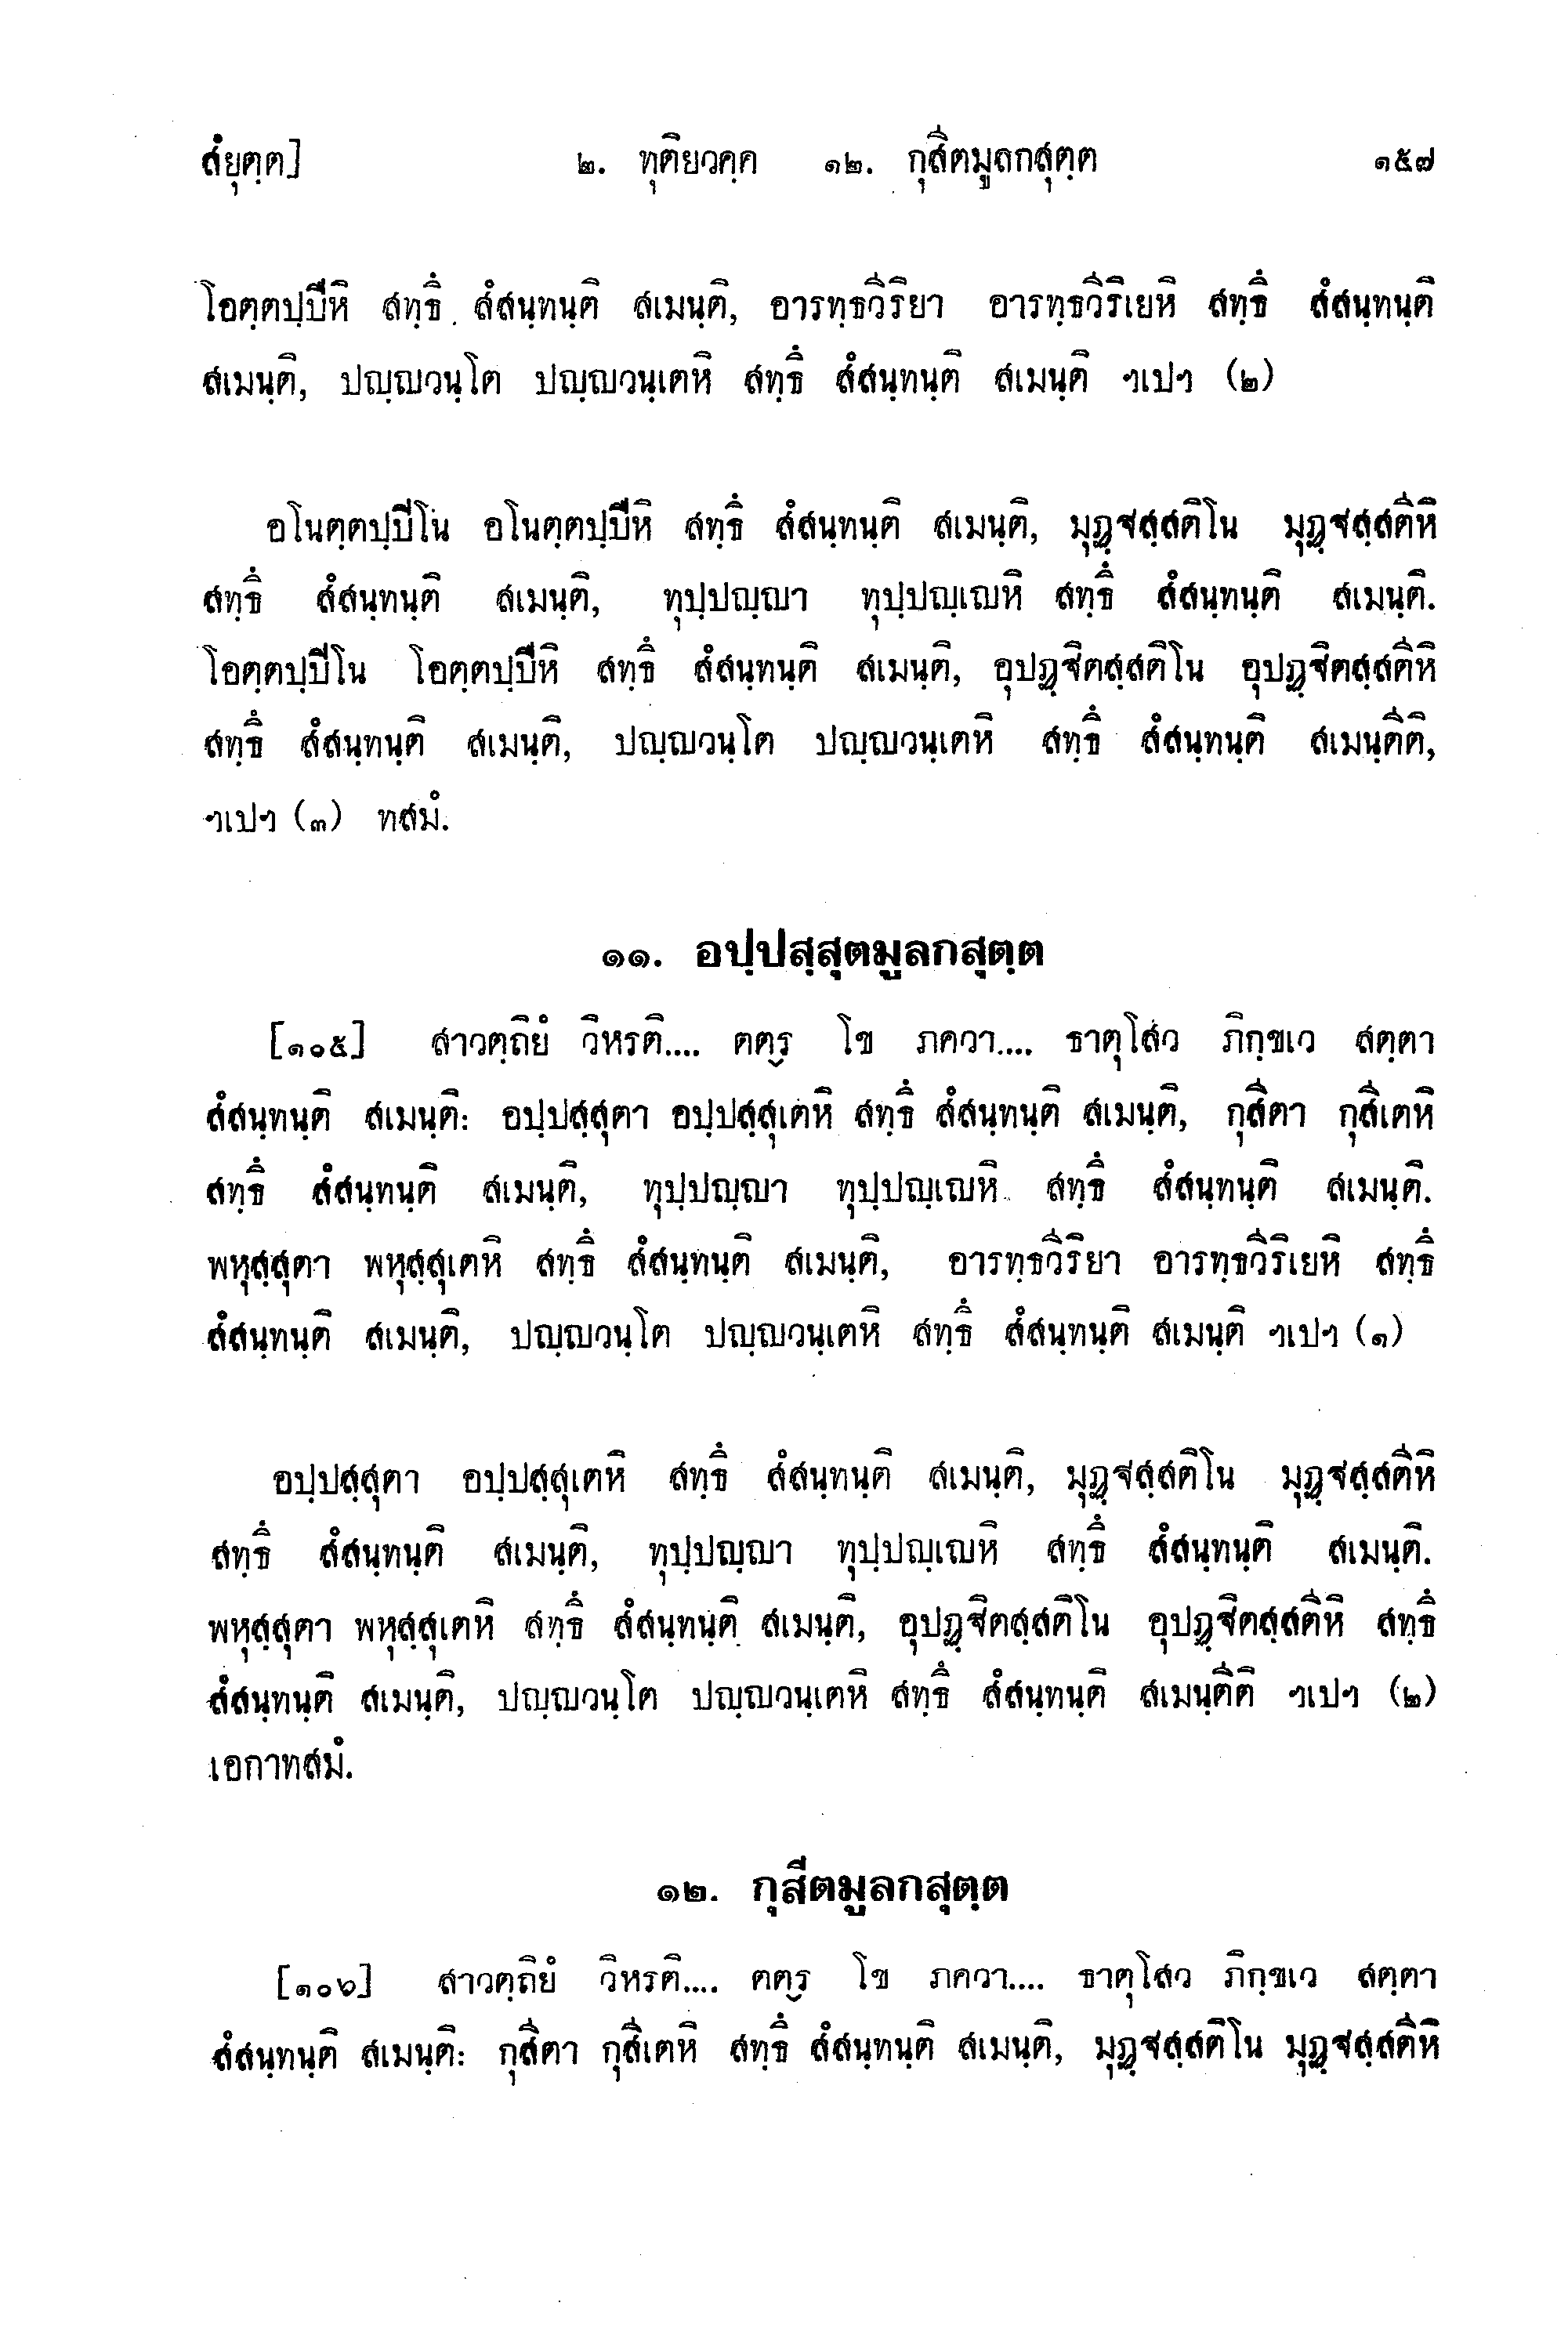 สํยุตฺต]	๒. ทุติยวคฺค ๑๒. กุสีตมูลกสุตฺต	๑๕๗
โอตฺตปฺปีหิ สทฺธึ สํสนฺทนฺติ สเมนฺติ, อารทฺธวีริยา อารทฺธวีริเยหิ สทฺธึ สํสนฺทนฺติ
สเมนฺติ, ปญฺญวนฺโต ปญฺญวนฺเตหิ สทฺธึ สํสนฺทนฺติ สเมนฺติ ฯเปฯ (๒)
อโนตฺตปฺปีโน อโนตฺตปฺปีหิ สทฺธึ สํสนฺทนฺติ สเมนฺติ, มุฏฺฐสฺสติโน มุฏฺฐสฺสตีหิ
สทฺธึ สํสนฺทนฺติ สเมนฺติ, ทุปฺปญฺญา ทุปฺปญฺเญหิ สทฺธึ สํสนฺทนฺติ สเมนฺติ.
โอตฺตปฺปีโน โอตฺตปฺปีหิ สทฺธึ สํสนฺทนฺติ สเมนฺติ, อุปฏฺฐิตสฺสติโน อุปฏฺฐิตสฺสตีหิ
สทฺธึ สํสนฺทนฺติ สเมนฺติ, ปญฺญวนฺโต ปญฺญวนฺเตหิ สทฺธึ สํสนฺทนฺติ สเมนฺตีติ,
ฯเปฯ (๓) ทสมํ.
๑๑. อปฺปสฺสุตมูลกสุตฺต
[๑๐๕] สาวตฺถิยํ วิหรติ.... ตตฺร โข ภควา.... ธาตุโสว ภิกฺขเว สตฺตา
สํสนฺทนฺติ สเมนฺติ: อปฺปสฺสุตา อปฺปสฺสุเตหิ สทฺธึ สํสนฺทนฺติ สเมนฺติ, กุสีตา กุสีเตหิ
สทฺธึ สํสนฺทนฺติ สเมนฺติ, ทุปฺปญฺญา ทุปฺปญฺเญหิ สทฺธึ สํสนฺทนฺติ สเมนฺติ.
พหุสฺสุตา พหุสฺสุเตหิ สทฺธึ สํสนฺทนฺติ สเมนฺติ, อารทฺธวีริยา อารทฺธวีริเยหิ สทฺธึ
สํสนฺทนฺติ สเมนฺติ, ปญฺญวนฺโต ปญฺญวนฺเตหิ สทฺธึ สํสนฺทนฺติ สเมนฺติ ฯเปฯ (๑)
อปฺปสฺสุตา อปฺปสฺสุเตหิ สทฺธึ สํสนฺทนฺติ สเมนฺติ, มุฏฺฐสฺสติโน มุฏฺฐสฺสตีหิ
สทฺธึ สํสนฺทนฺติ สเมนฺติ, ทุปฺปญฺญา ทุปฺปญฺเญหิ สทฺธึ สํสนฺทนฺติ สเมนฺติ.
พหุสฺสุตา พหุสฺสุเตหิ สทฺธึ สํสนฺทนฺติ สเมนฺติ, อุปฏฺฐิตสฺสติโน อุปฏฺฐิตสฺสตีหิ สทฺธึ
สํสนฺทนฺติ สเมนฺติ, ปญฺญวนฺโต ปญฺญวนฺเตหิ สทฺธึ สํสนฺทนฺติ สเมนฺตีติ ฯเปฯ (๒)
เอกาทสมํ.
๑๒. กุสีตมูลกสุตฺต
[๑๐๖] สาวตฺถิยํ วิหรติ.... ตตฺร โข ภควา.... ธาตุโสว ภิกฺขเว สตฺตา
สํสนฺทนฺติ สเมนฺติ: กุสีตา กุสีเตหิ สทฺธึ สํสนฺทนฺติ สเมนฺติ, มุฏฺฐสฺสติโน มุฏฺฐสฺสตีหิ